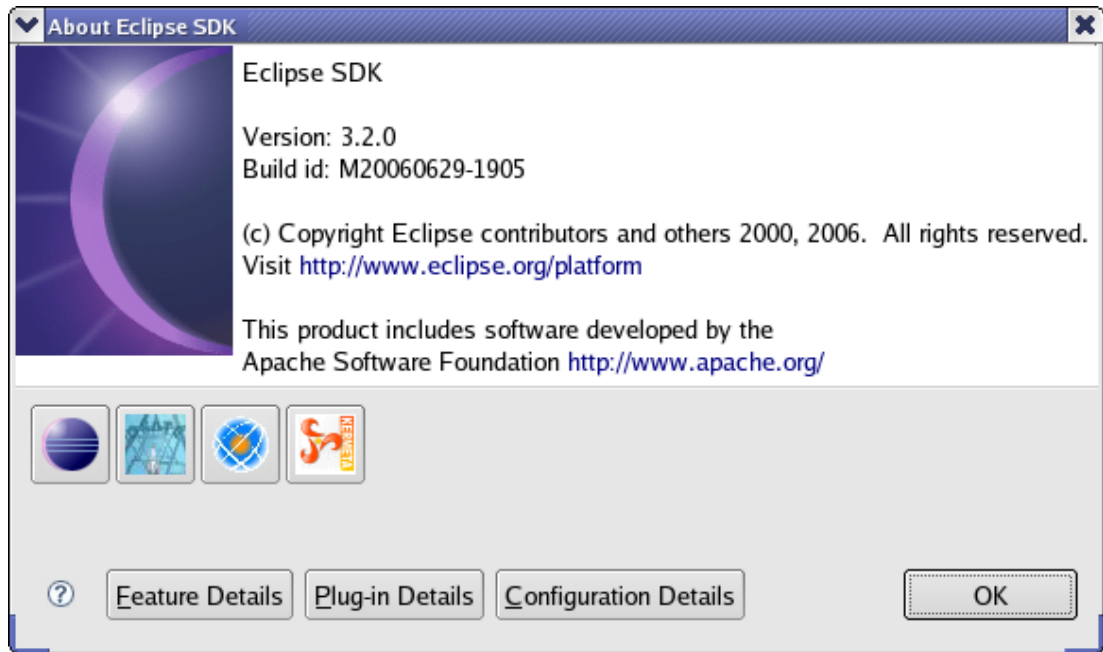 About Eclipse SDK
Eclipse SDK
Version: 3.2.0
Build id: M20060629-1905
(c) Copyright Eclipse contributors and others 2000, 2006.  All rights reserved.
Visit http://www.eclipse.org/platform
This product includes software developed by the
Apache Software Foundation http://www.apache.org/
KERMETA
?
Feature Details
Plug-in Details
Configuration Details
OK